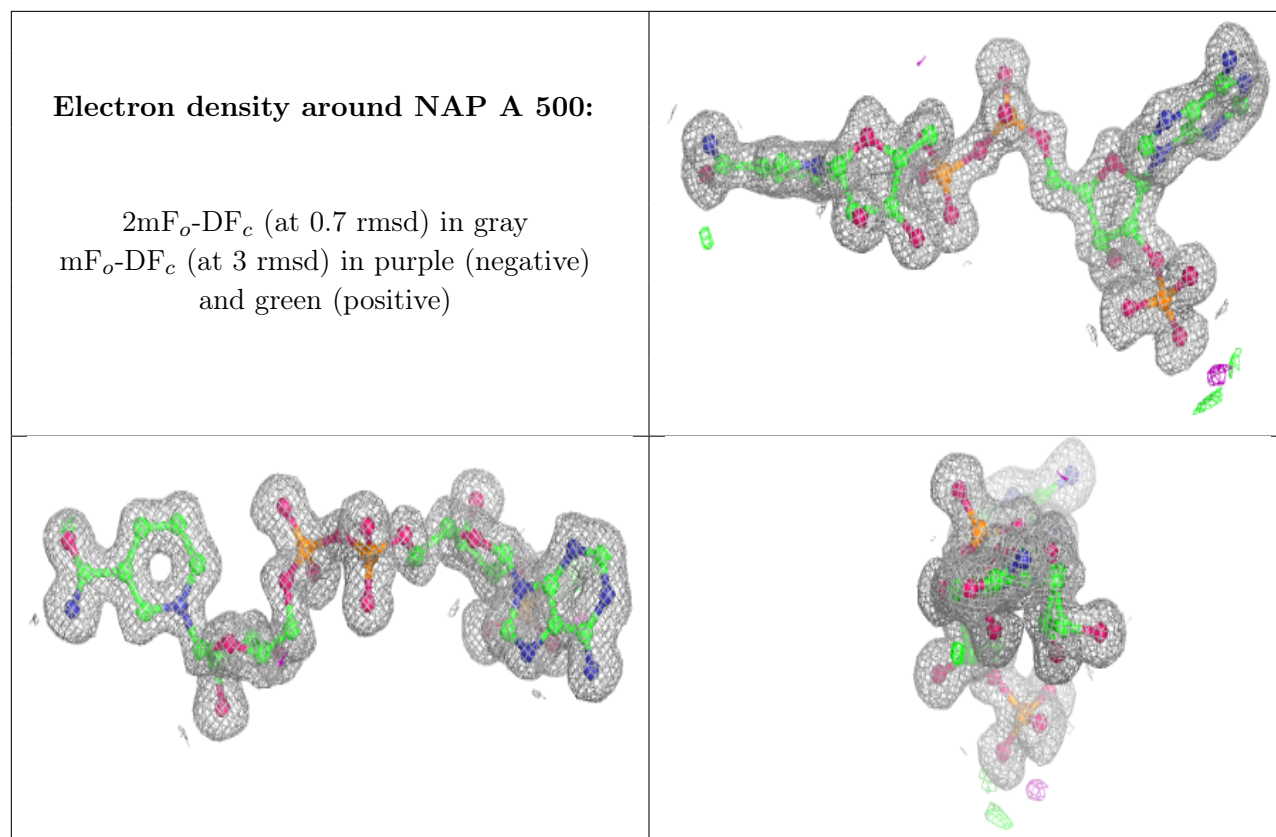 Electron density around NAP A 500:
2mFₒ-DF𝒸 (at 0.7 rmsd) in gray
mFₒ-DF𝒸 (at 3 rmsd) in purple (negative)
and green (positive)